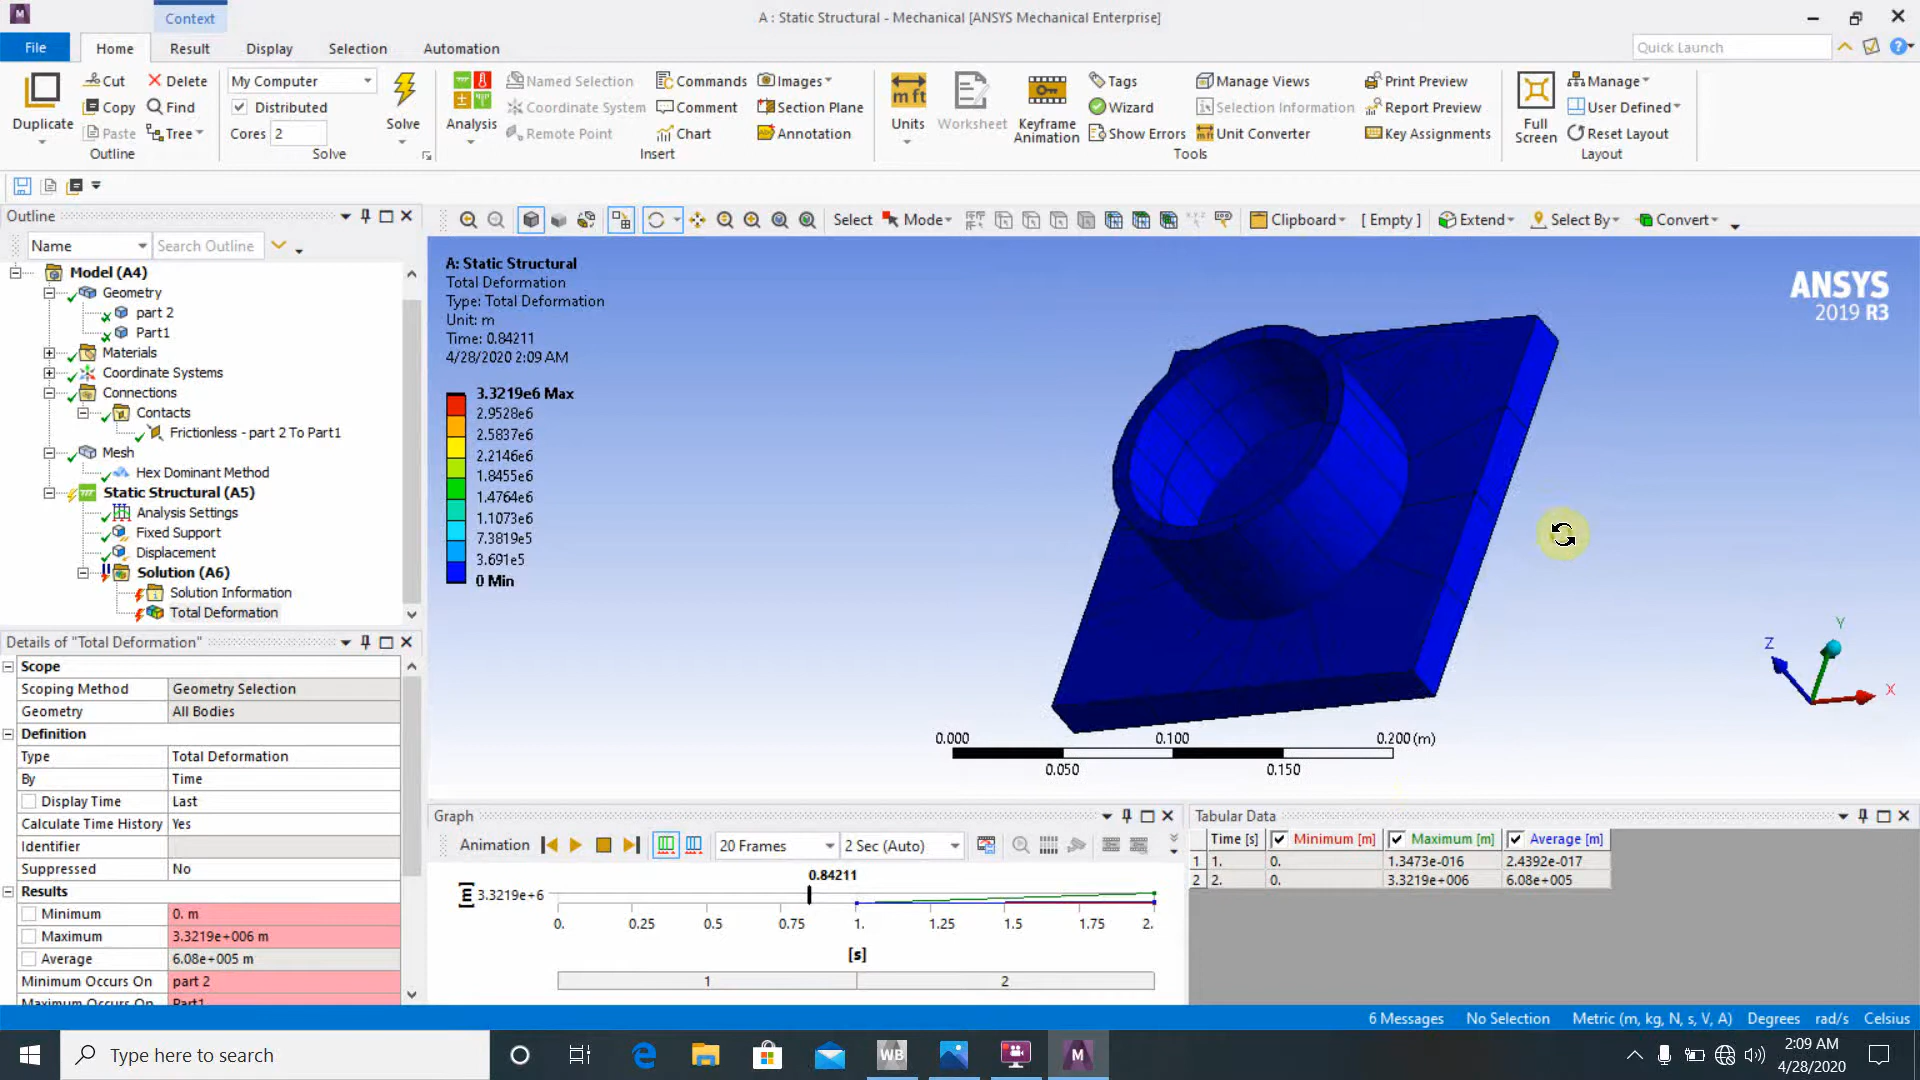 Context
A : Static Structural - Mechanical [ANSYS Mechanical Enterprise]
File Home Result Display Selection Automation
Quick Launch
Duplicate
Cut
Copy
Paste
Delete
Find
Tree
Outline
My Computer
Distributed
Cores 2
Solve
Solve
Analysis
Named Selection
Coordinate System
Remote Point
Commands
Comment
Chart
Images
Section Plane
Annotation
Insert
Units
Worksheet
Keyframe
Animation
Tags
Wizard
Show Errors
Manage Views
Selection Information
Unit Converter
Print Preview
Report Preview
Key Assignments
Tools
Full
Screen
Manage
User Defined
Reset Layout
Layout
Outline
Name Search Outline
Model (A4)
Geometry
part 2
Part1
Materials
Coordinate Systems
Connections
Contacts
Frictionless - part 2 To Part1
Mesh
Hex Dominant Method
Static Structural (A5)
Analysis Settings
Fixed Support
Displacement
Solution (A6)
Solution Information
Total Deformation
Select Mode Clipboard [ Empty ] Extend Select By Convert
A: Static Structural
Total Deformation
Type: Total Deformation
Unit: m
Time: 0.84211
4/28/2020 2:09 AM
3.3219e6 Max
2.9528e6
2.5837e6
2.2146e6
1.8455e6
1.4764e6
1.1073e6
7.3819e5
3.691e5
0 Min
ANSYS
2019 R3
Y
Z
X
0.000 0.100 0.200 (m)
0.050 0.150
Details of "Total Deformation"
Scope
Scoping Method Geometry Selection
Geometry All Bodies
Definition
Type Total Deformation
By Time
Display Time Last
Calculate Time History Yes
Identifier
Suppressed No
Results
Minimum 0. m
Maximum 3.3219e+006 m
Average 6.08e+005 m
Minimum Occurs On part 2
Maximum Occurs On Part1
Graph
Animation 20 Frames 2 Sec (Auto)
0.84211
[m] 3.3219e+6
0. 0.25 0.5 0.75 1. 1.25 1.5 1.75 2.
[s]
1 2
Tabular Data
Time [s] Minimum [m] Maximum [m] Average [m]
1 1. 0. 1.3473e-016 2.4392e-017
2 2. 0. 3.3219e+006 6.08e+005
6 Messages No Selection Metric (m, kg, N, s, V, A) Degrees rad/s Celsius
Type here to search
WB
M
2:09 AM
4/28/2020